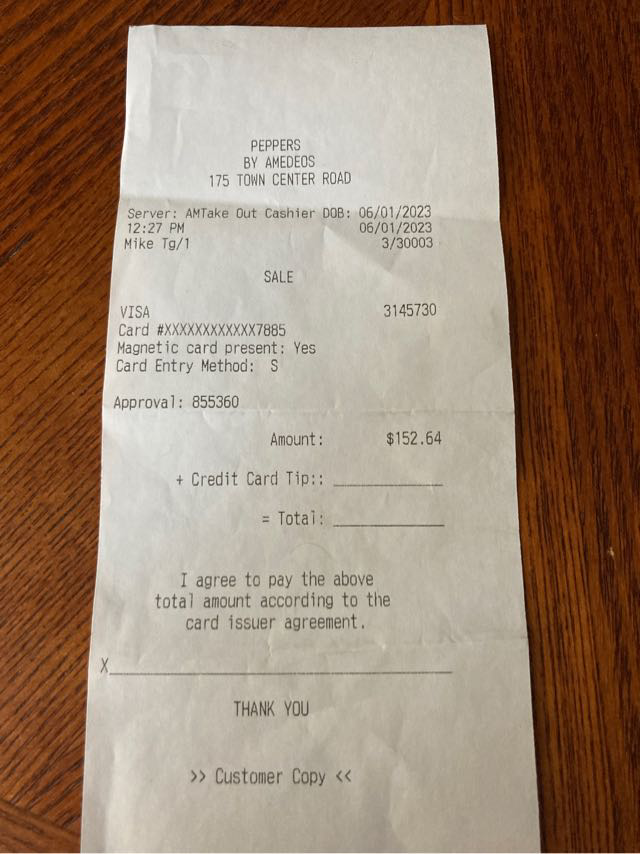 PEPPERS
BY AMEDEOS
175 TOWN CENTER ROAD
Server: AMTake Out Cashier DOB: 06/01/2023
12:27 PM 06/01/2023
Mike Tg/1 3/30003
SALE
VISA 3145730
Card #XXXXXXXXXXXX7885
Magnetic card present: Yes
Card Entry Method: S
Approval: 855360
Amount: $152.64
+ Credit Card Tip:: ___________
= Total: ___________
I agree to pay the above
total amount according to the
card issuer agreement.
X___________________________________
THANK YOU
>> Customer Copy <<